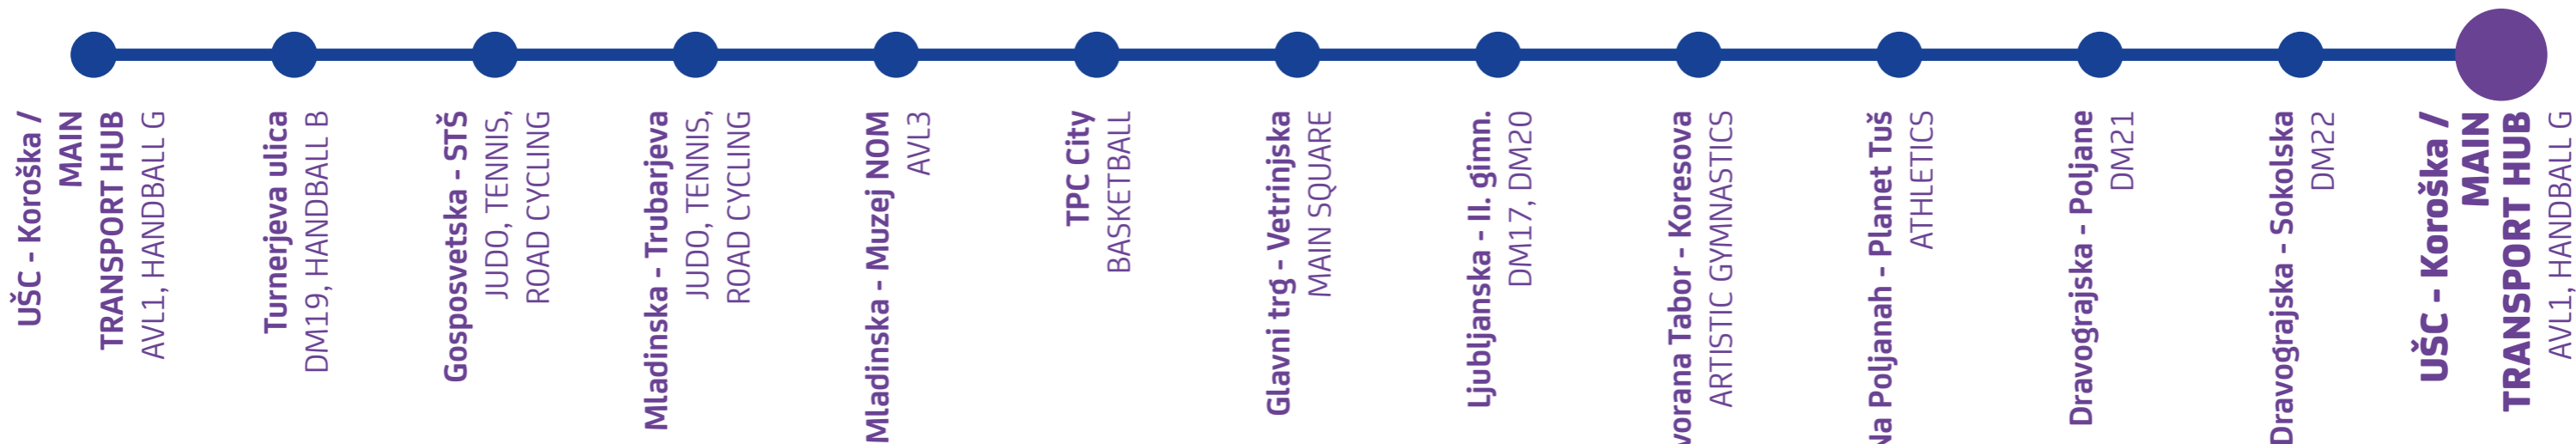 UŠC - Koroška /
MAIN
TRANSPORT HUB
AVL1, HANDBALL G
Turnerjeva ulica
DM19, HANDBALL B
Gosposvetska - STŠ
JUDO, TENNIS,
ROAD CYCLING
Mladinska - Trubarjeva
JUDO, TENNIS,
ROAD CYCLING
Mladinska - Muzej NOM
AVL3
TPC City
BASKETBALL
Glavni trg - Vetrinjska
MAIN SQUARE
Ljubljanska - II. gimn.
DM17, DM20
vorana Tabor - Koresova
ARTISTIC GYMNASTICS
Na Poljanah - Planet Tuš
ATHLETICS
Dravograjska - Poljane
DM21
Dravograjska - Sokolska
DM22
UŠC - Koroška /
MAIN
TRANSPORT HUB
AVL1, HANDBALL G